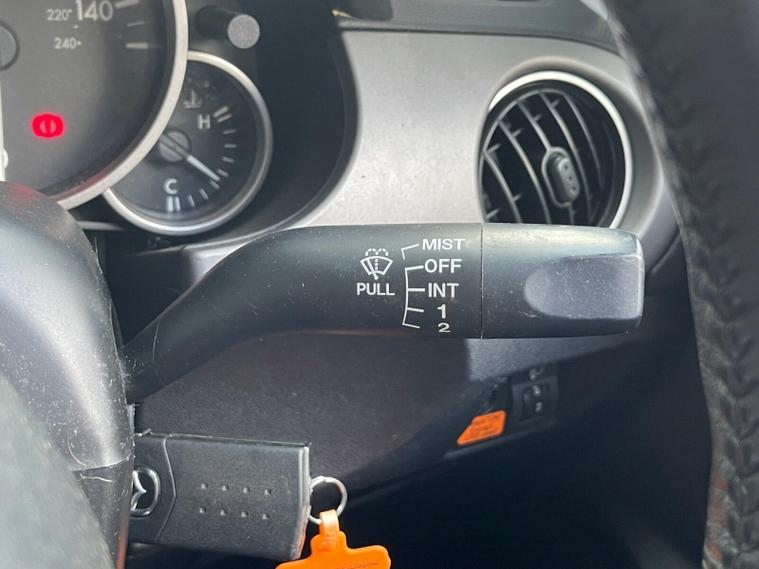 220 140
240
H
C
MIST
OFF
PULL INT
1
2